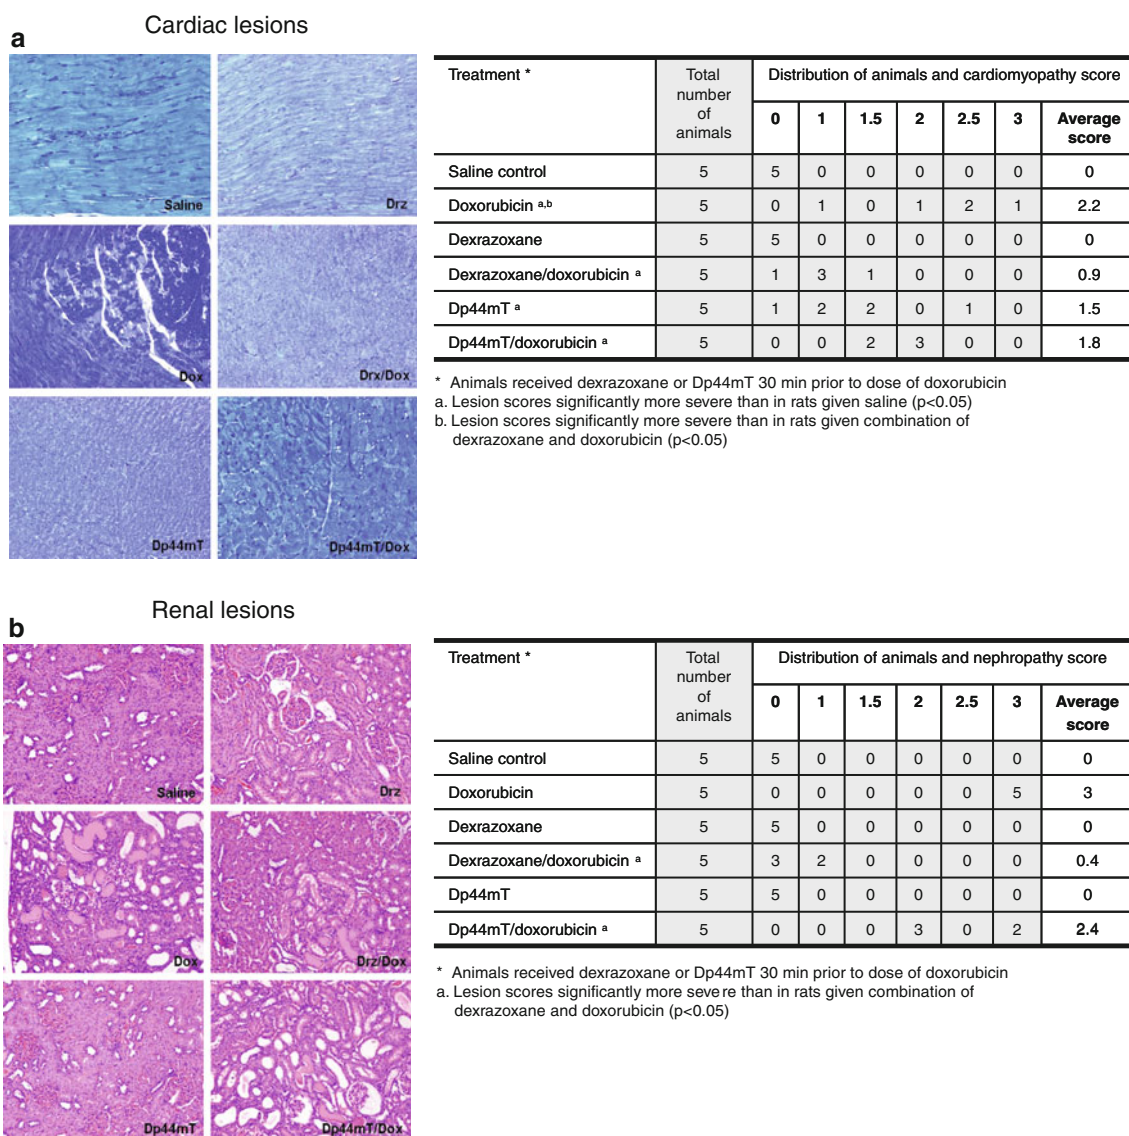 Cardiac lesions
a
Saline
Drz
Dox
Drx/Dox
Dp44mT
Dp44mT/Dox
Treatment * Total number of animals Distribution of animals and cardiomyopathy score
0 1 1.5 2 2.5 3 Average score
Saline control 5 5 0 0 0 0 0 0
Doxorubicin a,b 5 0 1 0 1 2 1 2.2
Dexrazoxane 5 5 0 0 0 0 0 0
Dexrazoxane/doxorubicin a 5 1 3 1 0 0 0 0.9
Dp44mT a 5 1 2 2 0 1 0 1.5
Dp44mT/doxorubicin a 5 0 0 2 3 0 0 1.8
* Animals received dexrazoxane or Dp44mT 30 min prior to dose of doxorubicin
a. Lesion scores significantly more severe than in rats given saline (p<0.05)
b. Lesion scores significantly more severe than in rats given combination of
dexrazoxane and doxorubicin (p<0.05)
Renal lesions
b
Saline
Drz
Dox
Drz/Dox
Dp44mT
Dp44mT/Dox
Treatment * Total number of animals Distribution of animals and nephropathy score
0 1 1.5 2 2.5 3 Average score
Saline control 5 5 0 0 0 0 0 0
Doxorubicin 5 0 0 0 0 0 5 3
Dexrazoxane 5 5 0 0 0 0 0 0
Dexrazoxane/doxorubicin a 5 3 2 0 0 0 0 0.4
Dp44mT 5 5 0 0 0 0 0 0
Dp44mT/doxorubicin a 5 0 0 0 3 0 2 2.4
* Animals received dexrazoxane or Dp44mT 30 min prior to dose of doxorubicin
a. Lesion scores significantly more severe than in rats given combination of
dexrazoxane and doxorubicin (p<0.05)